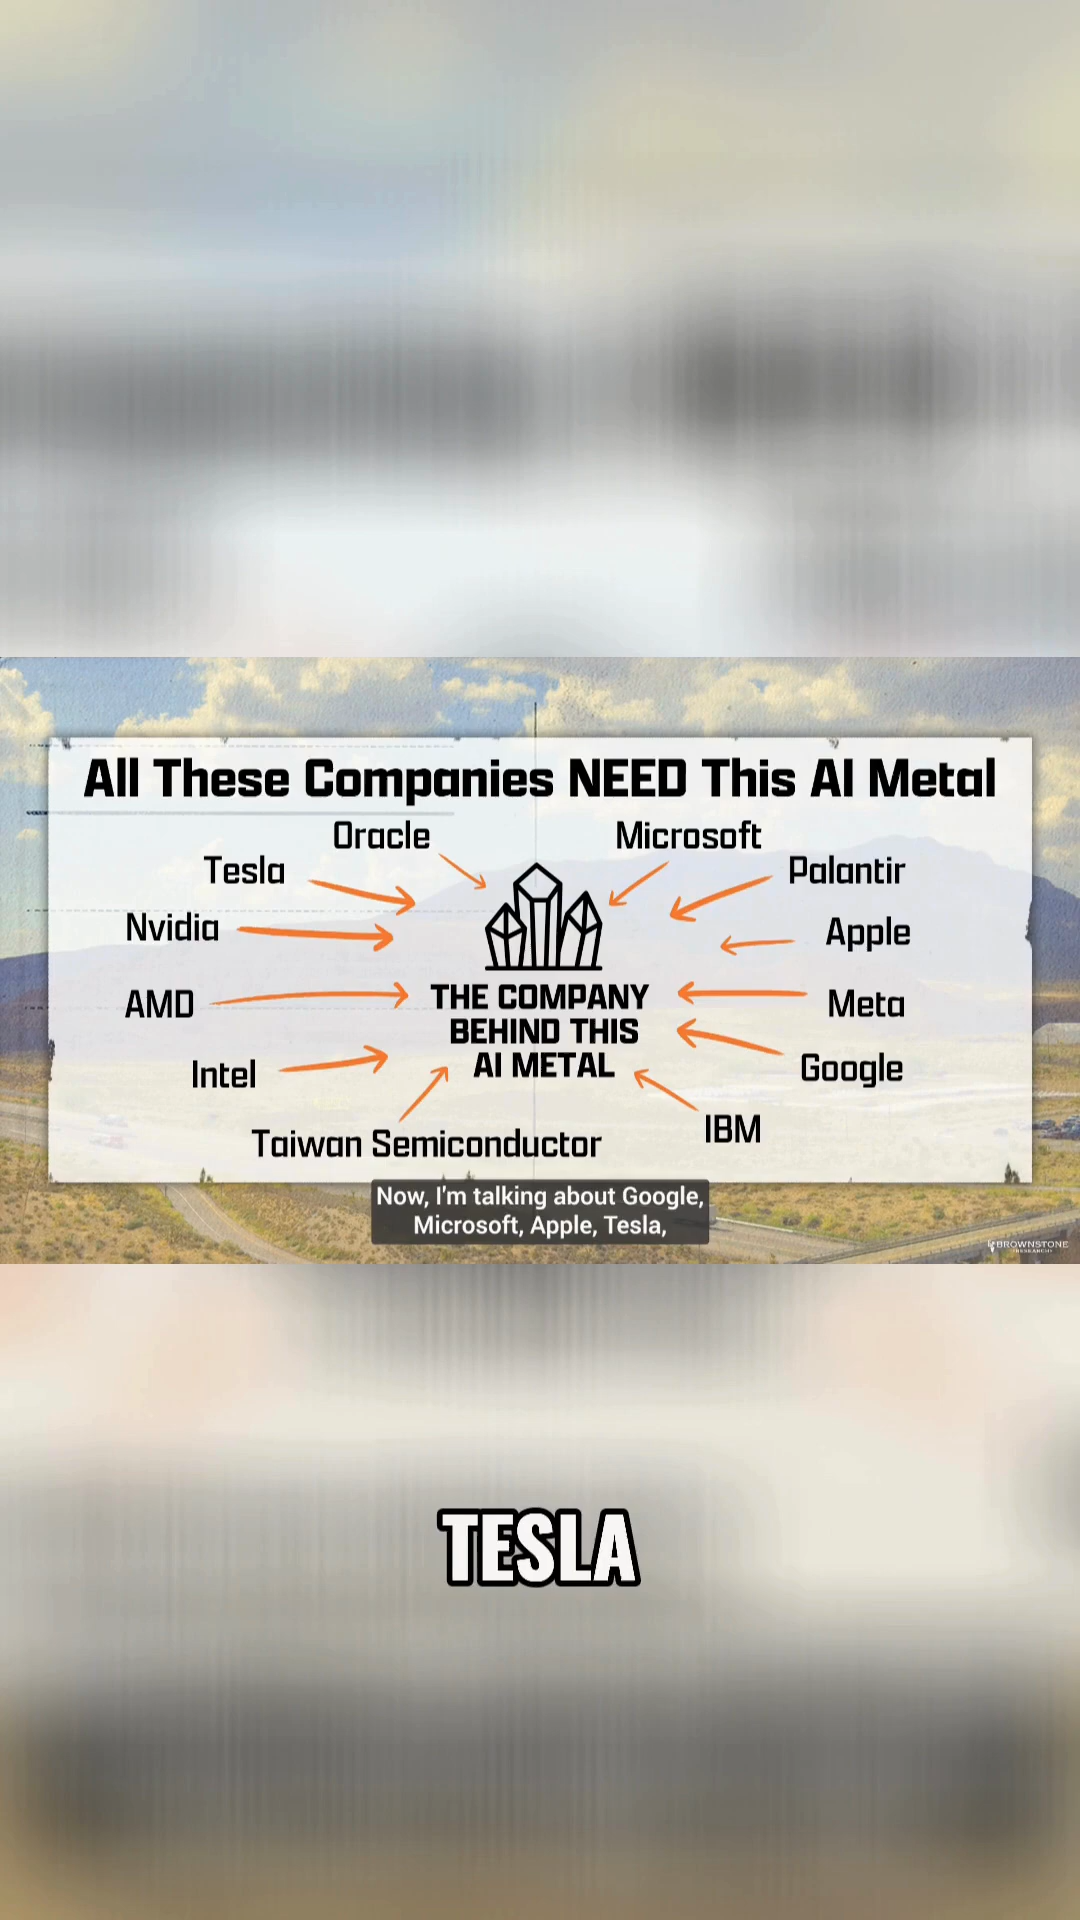 All These Companies NEED This AI Metal
Oracle
Microsoft
Tesla
Palantir
Nvidia
Apple
AMD
THE COMPANY
BEHIND THIS
AI METAL
Meta
Intel
Google
Taiwan Semiconductor
IBM
Now, I'm talking about Google,
Microsoft, Apple, Tesla,
BROWNSTONE
RESEARCH
TESLA